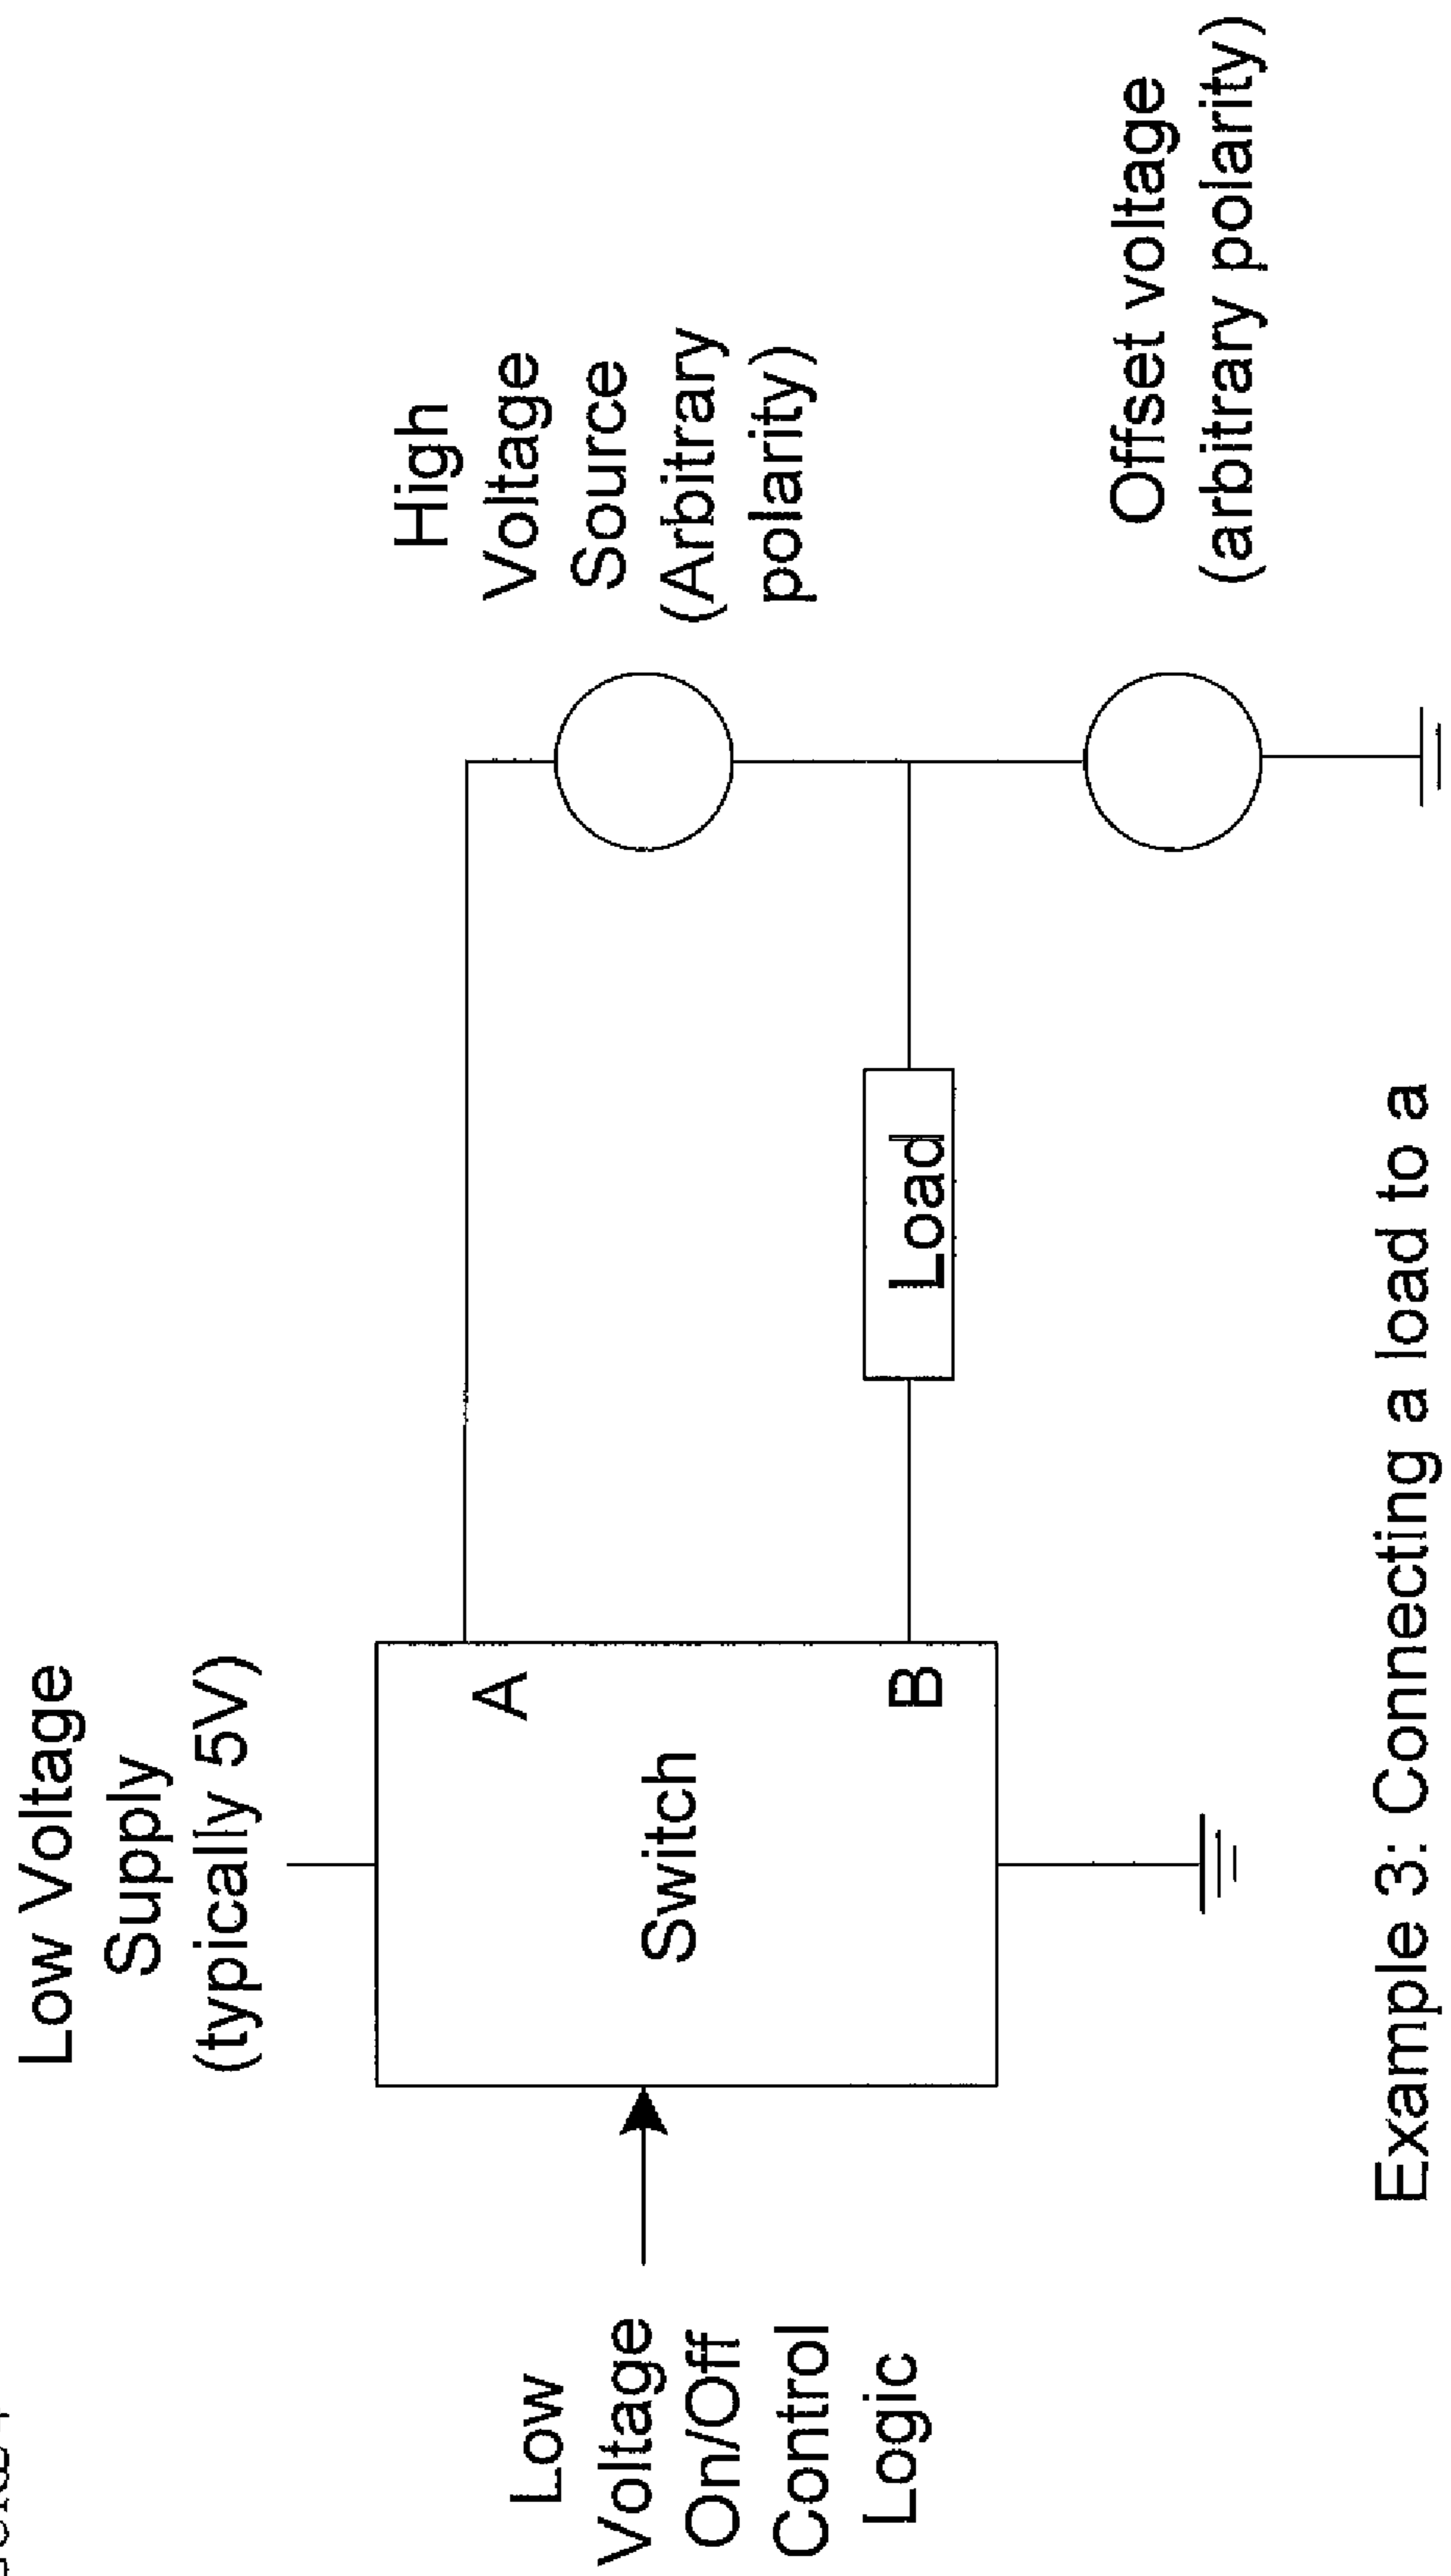 Low Voltage
Supply
(typically 5V)
Low
Voltage
On/Off
Control
Logic
Switch
A
B
Load
High
Voltage
Source
(Arbitrary
polarity)
Offset voltage
(arbitrary polarity)
Example 3: Connecting a load to a